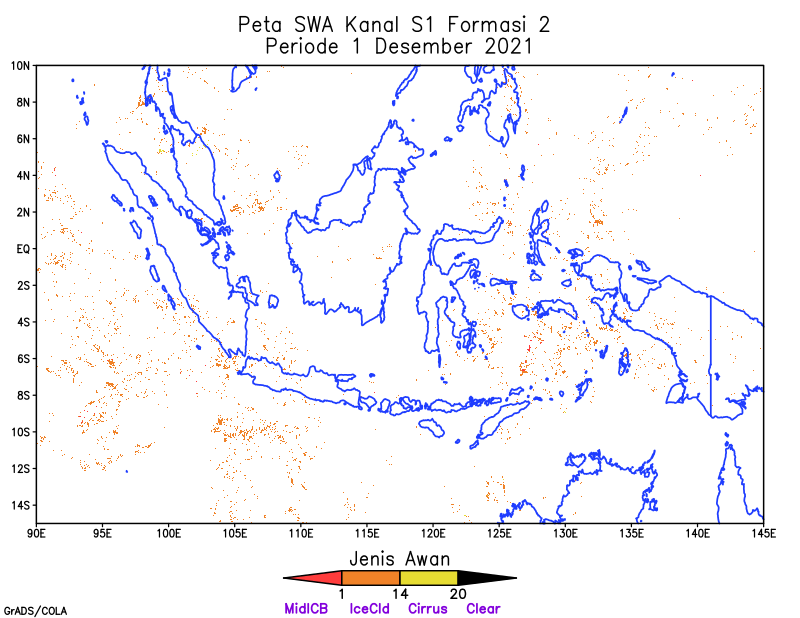 Peta SWA Kanal S1 Formasi 2
Periode 1 Desember 2021
10N
8N
6N
4N
2N
EQ
2S
4S
6S
8S
10S
12S
14S
90E 95E 100E 105E 110E 115E 120E 125E 130E 135E 140E 145E
Jenis Awan
1 14 20
MidlCB IceCld Cirrus Clear
GrADS/COLA